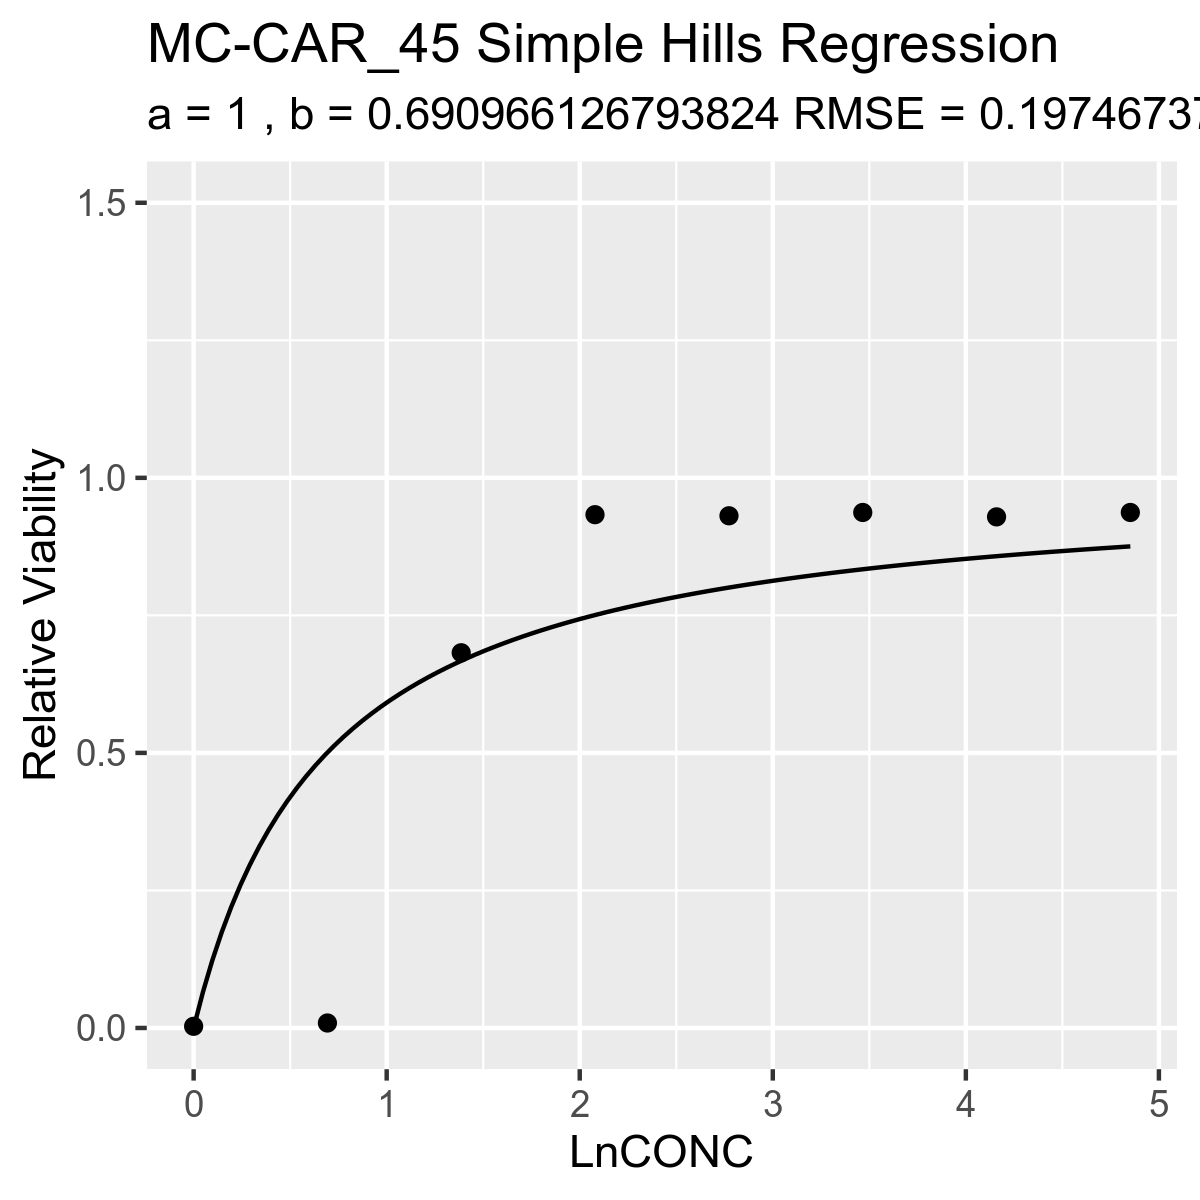 MC-CAR_45 Simple Hills Regression
a = 1 , b = 0.690966126793824 RMSE = 0.1974673
1.5
1.0
0.5
0.0
Relative Viability
0 1 2 3 4 5
LnCONC